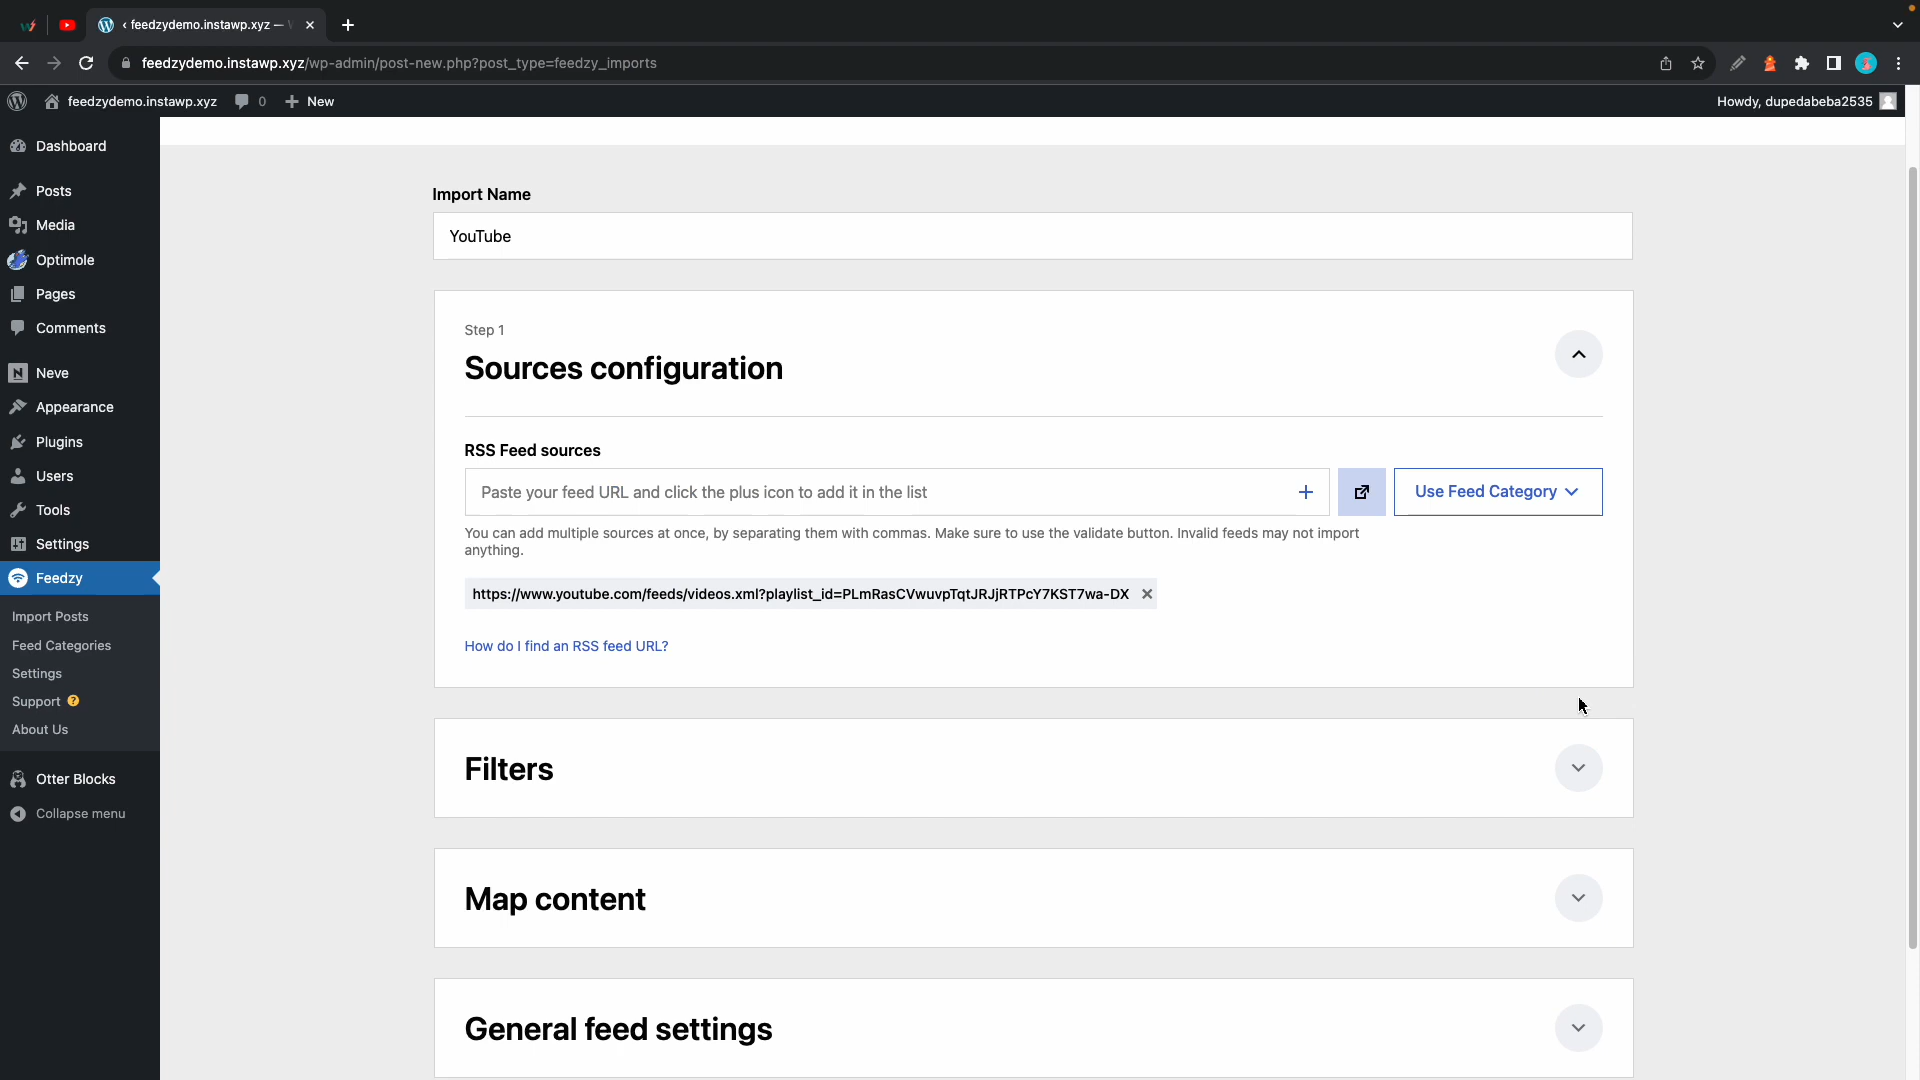 ‹ feedzydemo.instawp.xyz —
feedzydemo.instawp.xyz/wp-admin/post-new.php?post_type=feedzy_imports
feedzydemo.instawp.xyz
0
New
Howdy, dupedabeba2535
Dashboard
Posts
Media
Optimole
Pages
Comments
Neve
Appearance
Plugins
Users
Tools
Settings
Feedzy
Import Posts
Feed Categories
Settings
Support ?
About Us
Otter Blocks
Collapse menu
Import Name
YouTube
Step 1
Sources configuration
RSS Feed sources
Paste your feed URL and click the plus icon to add it in the list
Use Feed Category
You can add multiple sources at once, by separating them with commas. Make sure to use the validate button. Invalid feeds may not import
anything.
https://www.youtube.com/feeds/videos.xml?playlist_id=PLmRasCVwuvpTqtJRJjRTPcY7KST7wa-DX
How do I find an RSS feed URL?
Filters
Map content
General feed settings